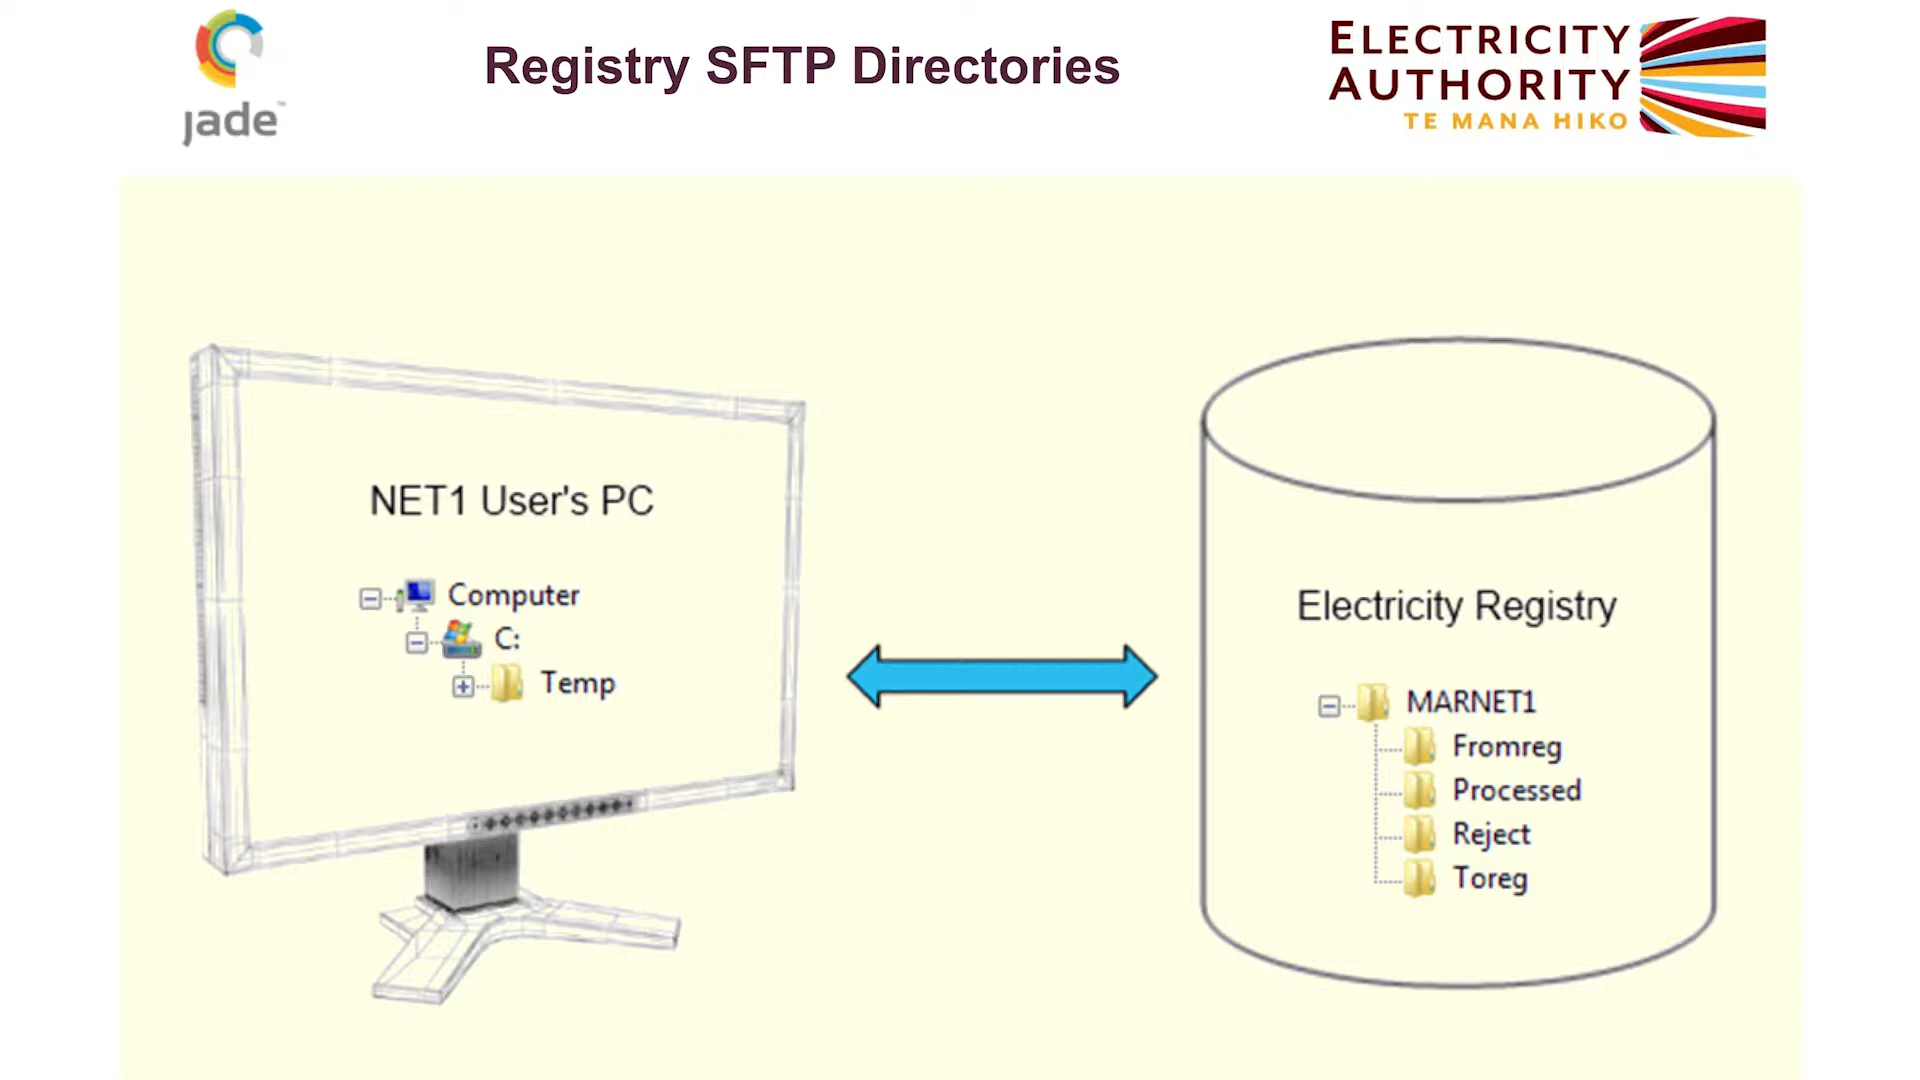 jade™
Registry SFTP Directories
ELECTRICITY
AUTHORITY
TE MANA HIKO
NET1 User's PC
Computer
C:
Temp
Electricity Registry
MARNET1
Fromreg
Processed
Reject
Toreg